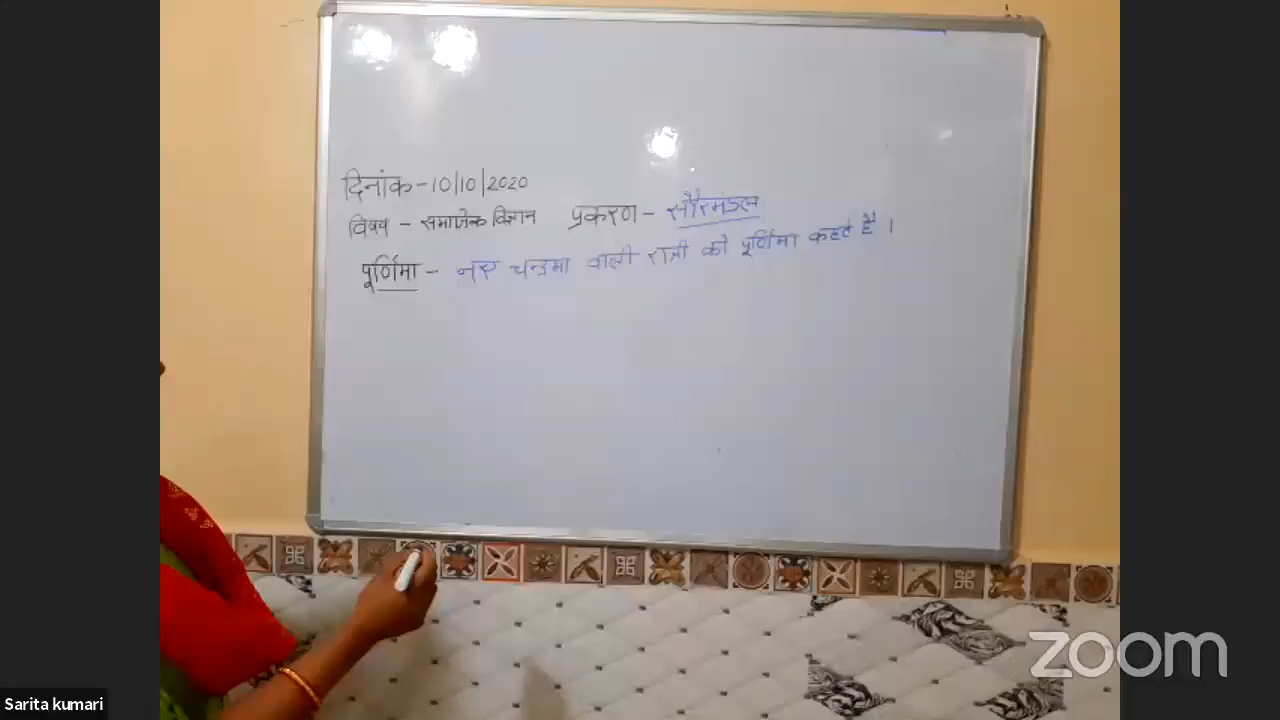 दिनांक - 10/10/2020
विषय - समाजिक विज्ञान प्रकरण - सौरमंडल
पूर्णिमा - नए चन्द्रमा वाली रात्री को पूर्णिमा कहते हैं ।
zoom
Sarita kumari